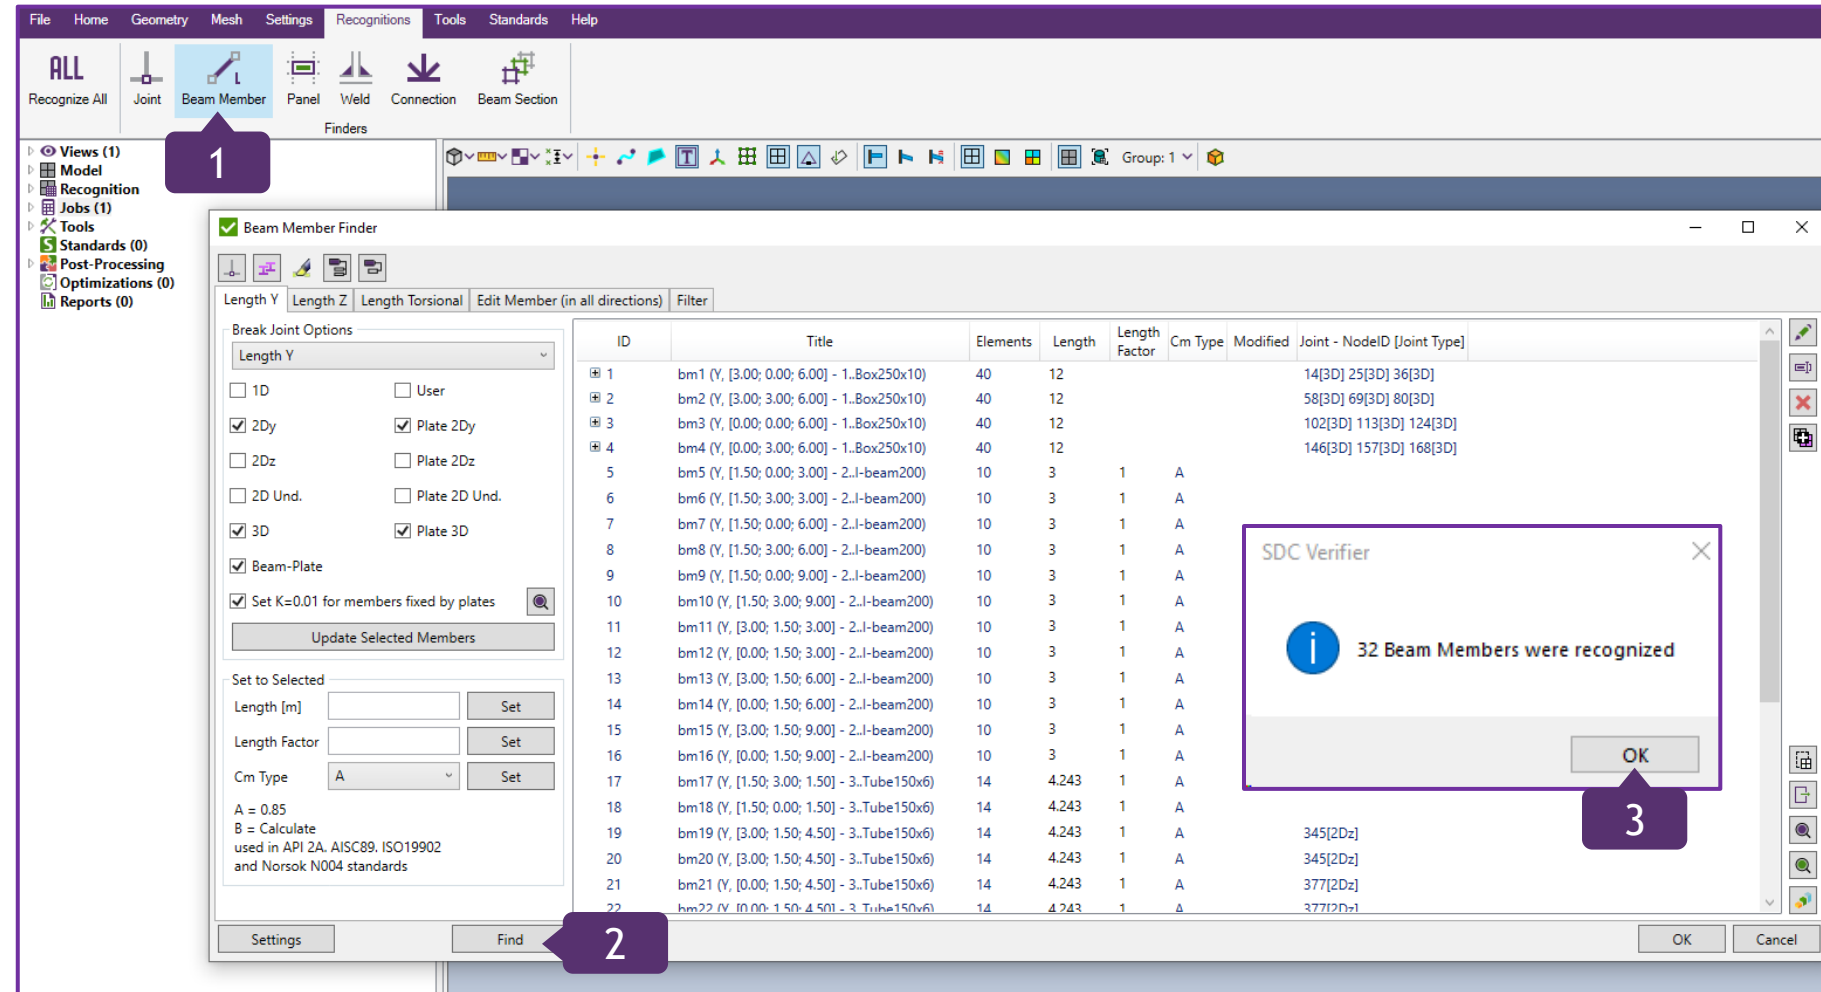 File Home Geometry Mesh Settings Recognitions Tools Standards Help
ALL
Recognize All Joint Beam Member Panel Weld Connection Beam Section
Finders
1
Views (1)
Model
Recognition
Jobs (1)
Tools
Standards (0)
Post-Processing
Optimizations (0)
Reports (0)
Group: 1
Beam Member Finder
Length Y Length Z Length Torsional Edit Member (in all directions) Filter
Break Joint Options
Length Y
1D User
2Dy Plate 2Dy
2Dz Plate 2Dz
2D Und. Plate 2D Und.
3D Plate 3D
Beam-Plate
Set K=0.01 for members fixed by plates
Update Selected Members
Set to Selected
Length [m] Set
Length Factor Set
Cm Type A Set
A = 0.85
B = Calculate
used in API 2A. AISC89. ISO19902
and Norsok N004 standards
ID Title Elements Length Length Factor Cm Type Modified Joint - NodeID [Joint Type]
1 bm1 (Y, [3.00; 0.00; 6.00] - 1..Box250x10) 40 12 14[3D] 25[3D] 36[3D]
2 bm2 (Y, [3.00; 3.00; 6.00] - 1..Box250x10) 40 12 58[3D] 69[3D] 80[3D]
3 bm3 (Y, [0.00; 0.00; 6.00] - 1..Box250x10) 40 12 102[3D] 113[3D] 124[3D]
4 bm4 (Y, [0.00; 3.00; 6.00] - 1..Box250x10) 40 12 146[3D] 157[3D] 168[3D]
5 bm5 (Y, [1.50; 0.00; 3.00] - 2..I-beam200) 10 3 1 A
6 bm6 (Y, [1.50; 3.00; 3.00] - 2..I-beam200) 10 3 1 A
7 bm7 (Y, [1.50; 0.00; 6.00] - 2..I-beam200) 10 3 1 A
8 bm8 (Y, [1.50; 3.00; 6.00] - 2..I-beam200) 10 3 1 A
9 bm9 (Y, [1.50; 0.00; 9.00] - 2..I-beam200) 10 3 1 A
10 bm10 (Y, [1.50; 3.00; 9.00] - 2..I-beam200) 10 3 1 A
11 bm11 (Y, [3.00; 1.50; 3.00] - 2..I-beam200) 10 3 1 A
12 bm12 (Y, [0.00; 1.50; 3.00] - 2..I-beam200) 10 3 1 A
13 bm13 (Y, [3.00; 1.50; 6.00] - 2..I-beam200) 10 3 1 A
14 bm14 (Y, [0.00; 1.50; 6.00] - 2..I-beam200) 10 3 1 A
15 bm15 (Y, [3.00; 1.50; 9.00] - 2..I-beam200) 10 3 1 A
16 bm16 (Y, [0.00; 1.50; 9.00] - 2..I-beam200) 10 3 1 A
17 bm17 (Y, [1.50; 3.00; 1.50] - 3..Tube150x6) 14 4.243 1 A
18 bm18 (Y, [1.50; 0.00; 1.50] - 3..Tube150x6) 14 4.243 1 A
19 bm19 (Y, [3.00; 1.50; 4.50] - 3..Tube150x6) 14 4.243 1 A 345[2Dz]
20 bm20 (Y, [3.00; 1.50; 4.50] - 3..Tube150x6) 14 4.243 1 A 345[2Dz]
21 bm21 (Y, [0.00; 1.50; 4.50] - 3..Tube150x6) 14 4.243 1 A 377[2Dz]
22 bm22 (Y, [0.00; 1.50; 4.50] - 3..Tube150x6) 14 4.243 1 A 377[2Dz]
SDC Verifier
32 Beam Members were recognized
OK
3
Settings Find 2 OK Cancel